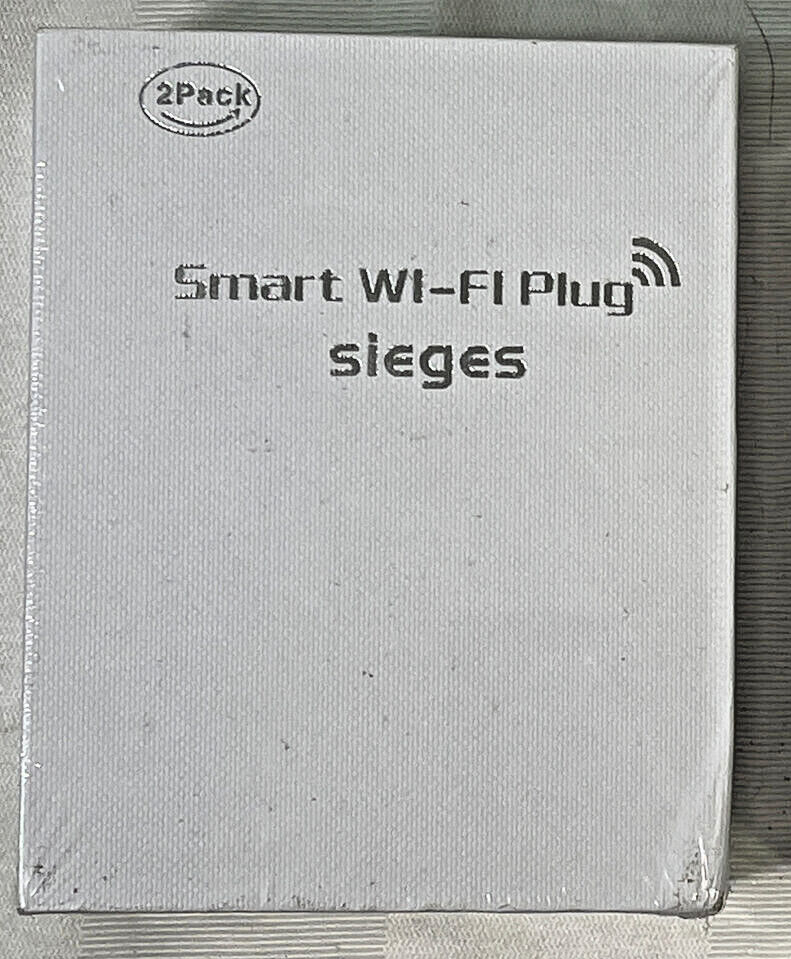 2Pack
Smart WI-FI Plug
sieges